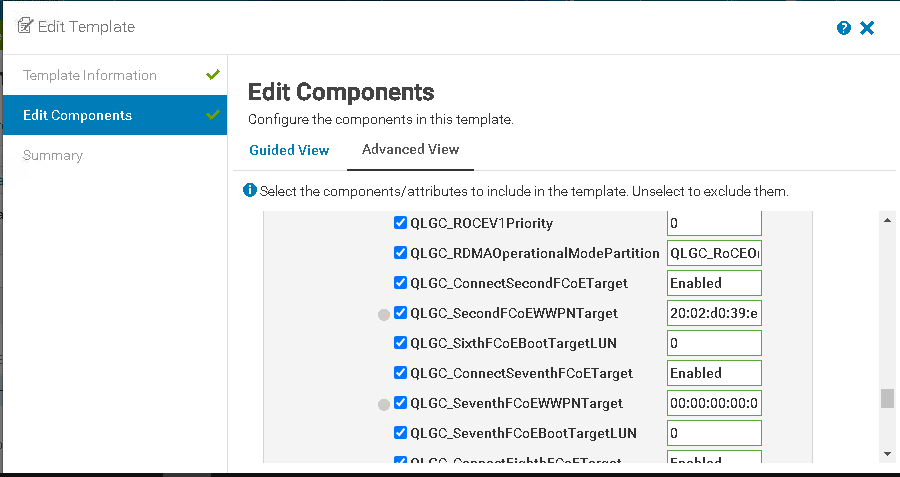 Edit Template
Template Information
Edit Components
Summary
Edit Components
Configure the components in this template.
Guided View Advanced View
Select the components/attributes to include in the template. Unselect to exclude them.
QLGC_ROCEV1Priority 0
QLGC_RDMAOperationalModePartition QLGC_RoCEO
QLGC_ConnectSecondFCoETarget Enabled
QLGC_SecondFCoEWWPNTarget 20:02:d0:39:e
QLGC_SixthFCoEBootTargetLUN 0
QLGC_ConnectSeventhFCoETarget Enabled
QLGC_SeventhFCoEWWPNTarget 00:00:00:00:0
QLGC_SeventhFCoEBootTargetLUN 0
QLGC_ConnectEighthFCoETarget Enabled